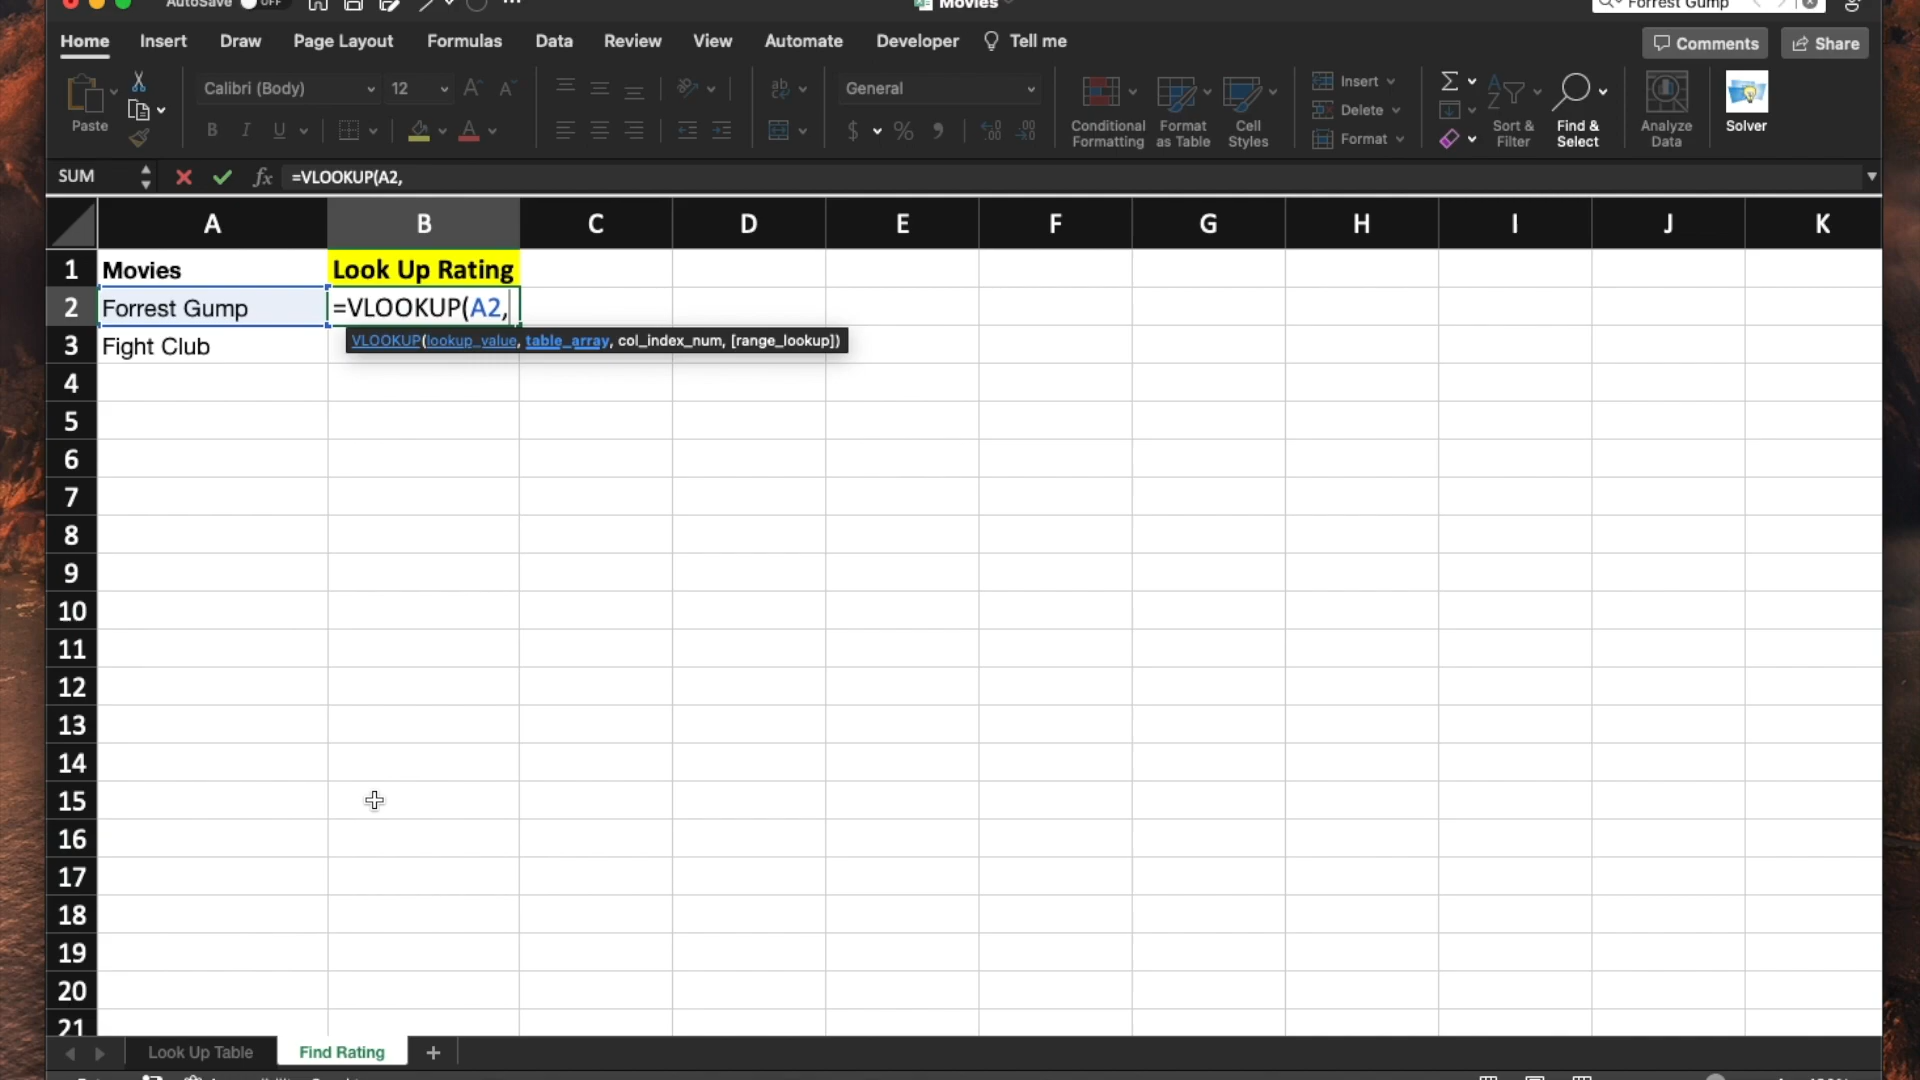 AutoSave OFF Movies Forrest Gump
Home Insert Draw Page Layout Formulas Data Review View Automate Developer Tell me Comments Share
Paste
Calibri (Body) 12
B I U A
ab
General
$ % 9
Conditional
Formatting
Format
as Table
Cell
Styles
Insert
Delete
Format
Sort &
Filter
Find &
Select
Analyze
Data
Solver
SUM fx =VLOOKUP(A2,
A B C D E F G H I J K
1 Movies Look Up Rating
2 Forrest Gump =VLOOKUP(A2,
VLOOKUP(lookup_value, table_array, col_index_num, [range_lookup])
3 Fight Club
4
5
6
7
8
9
10
11
12
13
14
15
16
17
18
19
20
21
Look Up Table Find Rating +